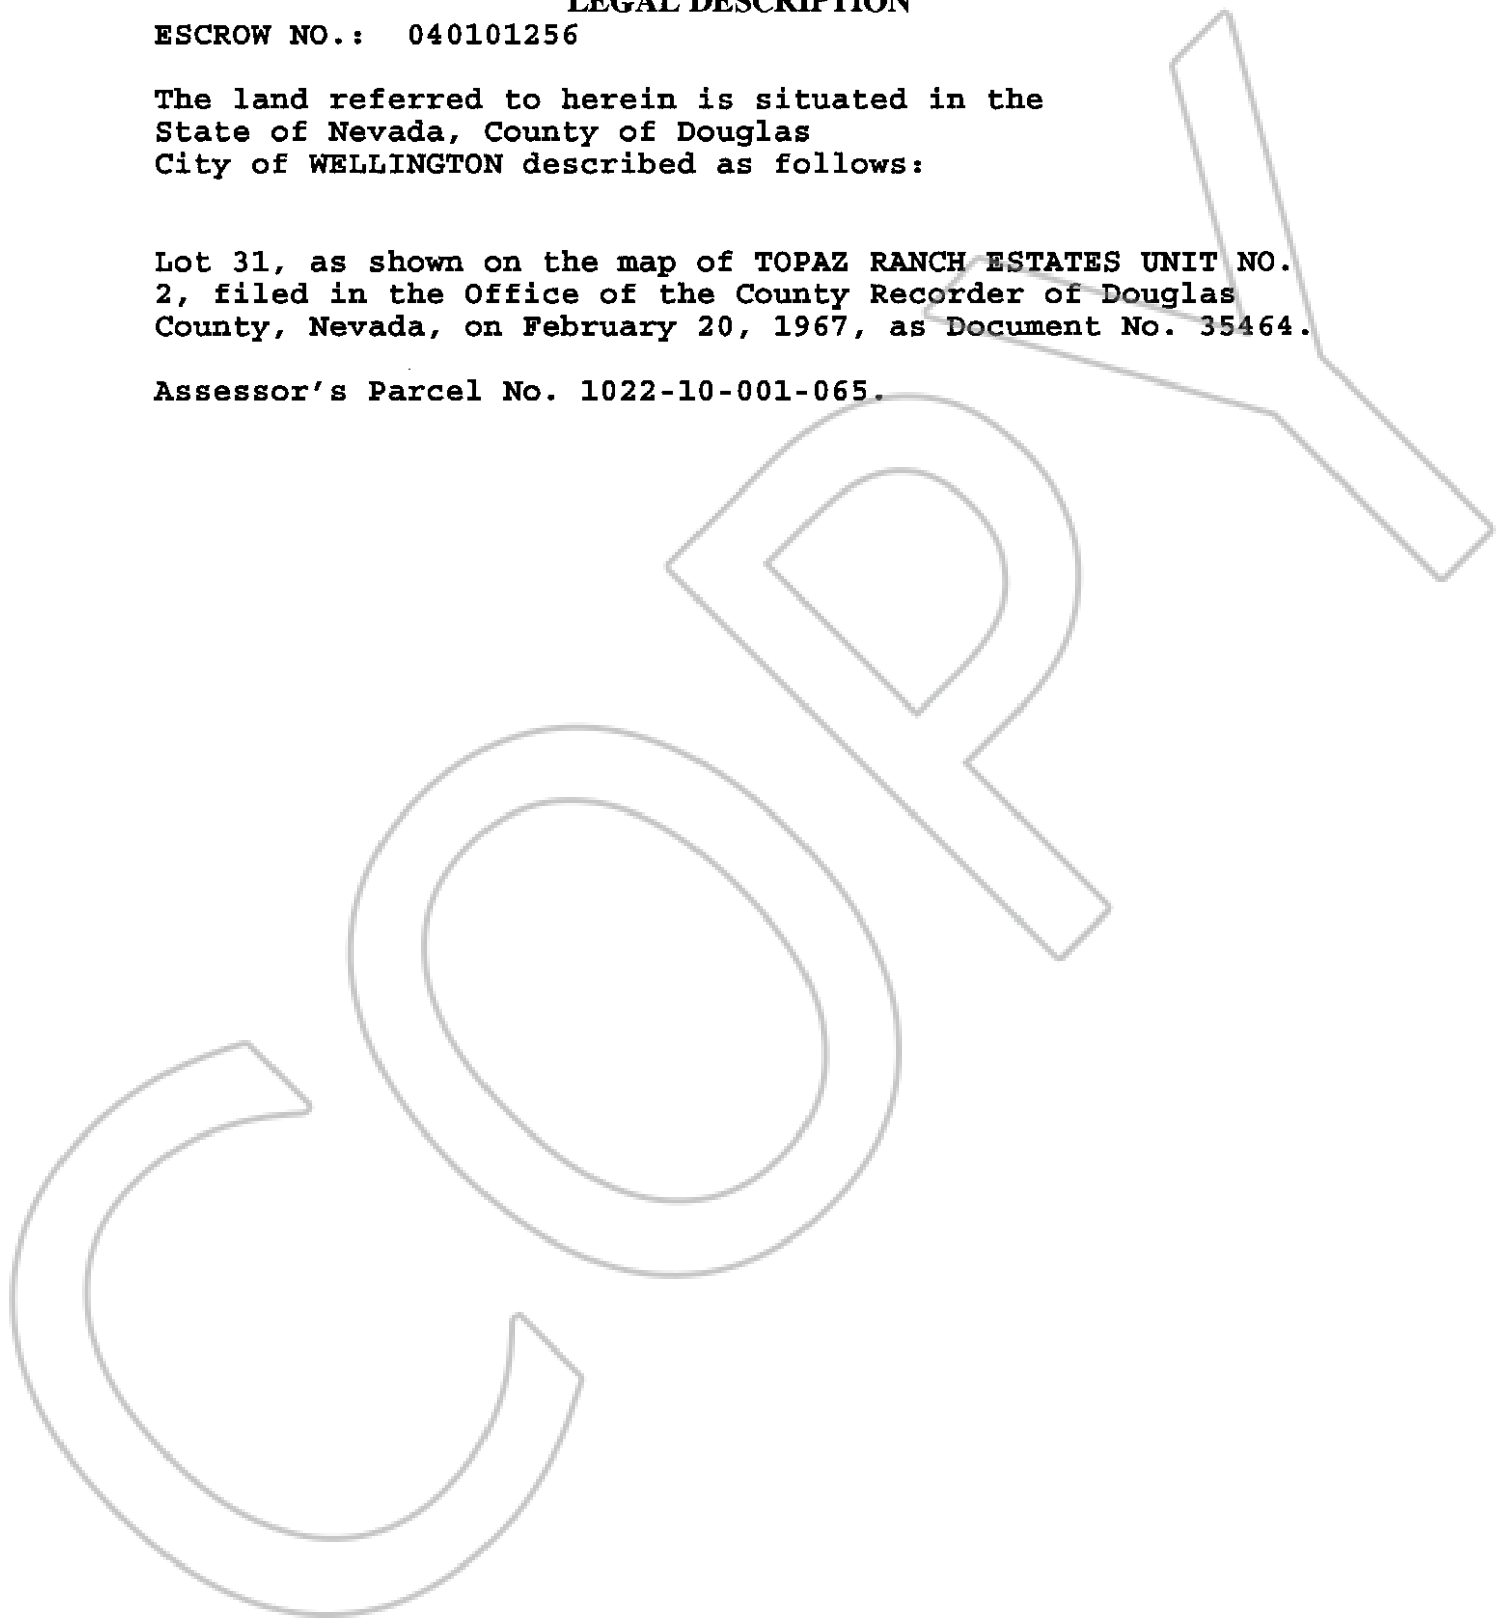 LEGAL DESCRIPTION
ESCROW NO.: 040101256
The land referred to herein is situated in the
State of Nevada, County of Douglas
City of WELLINGTON described as follows:
Lot 31, as shown on the map of TOPAZ RANCH ESTATES UNIT NO.
2, filed in the Office of the County Recorder of Douglas
County, Nevada, on February 20, 1967, as Document No. 35464.
Assessor's Parcel No. 1022-10-001-065.
COPY